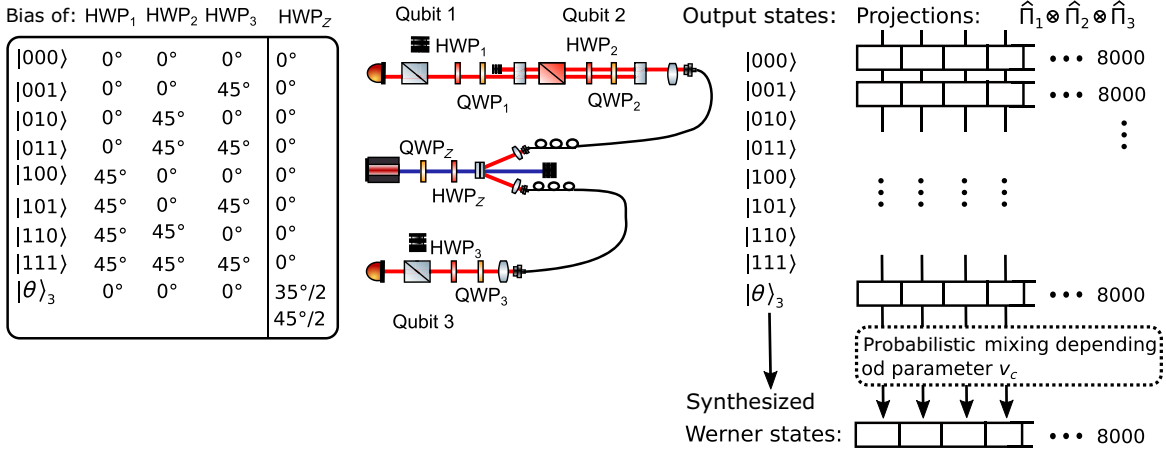 Bias of: HWP₁ HWP₂ HWP₃ HWP_Z
|000⟩ 0° 0° 0° 0°
|001⟩ 0° 0° 45° 0°
|010⟩ 0° 45° 0° 0°
|011⟩ 0° 45° 45° 0°
|100⟩ 45° 0° 0° 0°
|101⟩ 45° 0° 45° 0°
|110⟩ 45° 45° 0° 0°
|111⟩ 45° 45° 45° 0°
|θ⟩₃ 0° 0° 0° 35°/2
45°/2
Qubit 1 Qubit 2
HWP₁ HWP₂
QWP₁ QWP₂
QWP_Z
HWP_Z
HWP₃
QWP₃
Qubit 3
Output states:
|000⟩
|001⟩
|010⟩
|011⟩
|100⟩
|101⟩
|110⟩
|111⟩
|θ⟩₃
Synthesized
Werner states:
Projections: Π̂₁⊗Π̂₂⊗Π̂₃
••• 8000
••• 8000
••• 8000
Probabilistic mixing depending
od parameter v_c
••• 8000